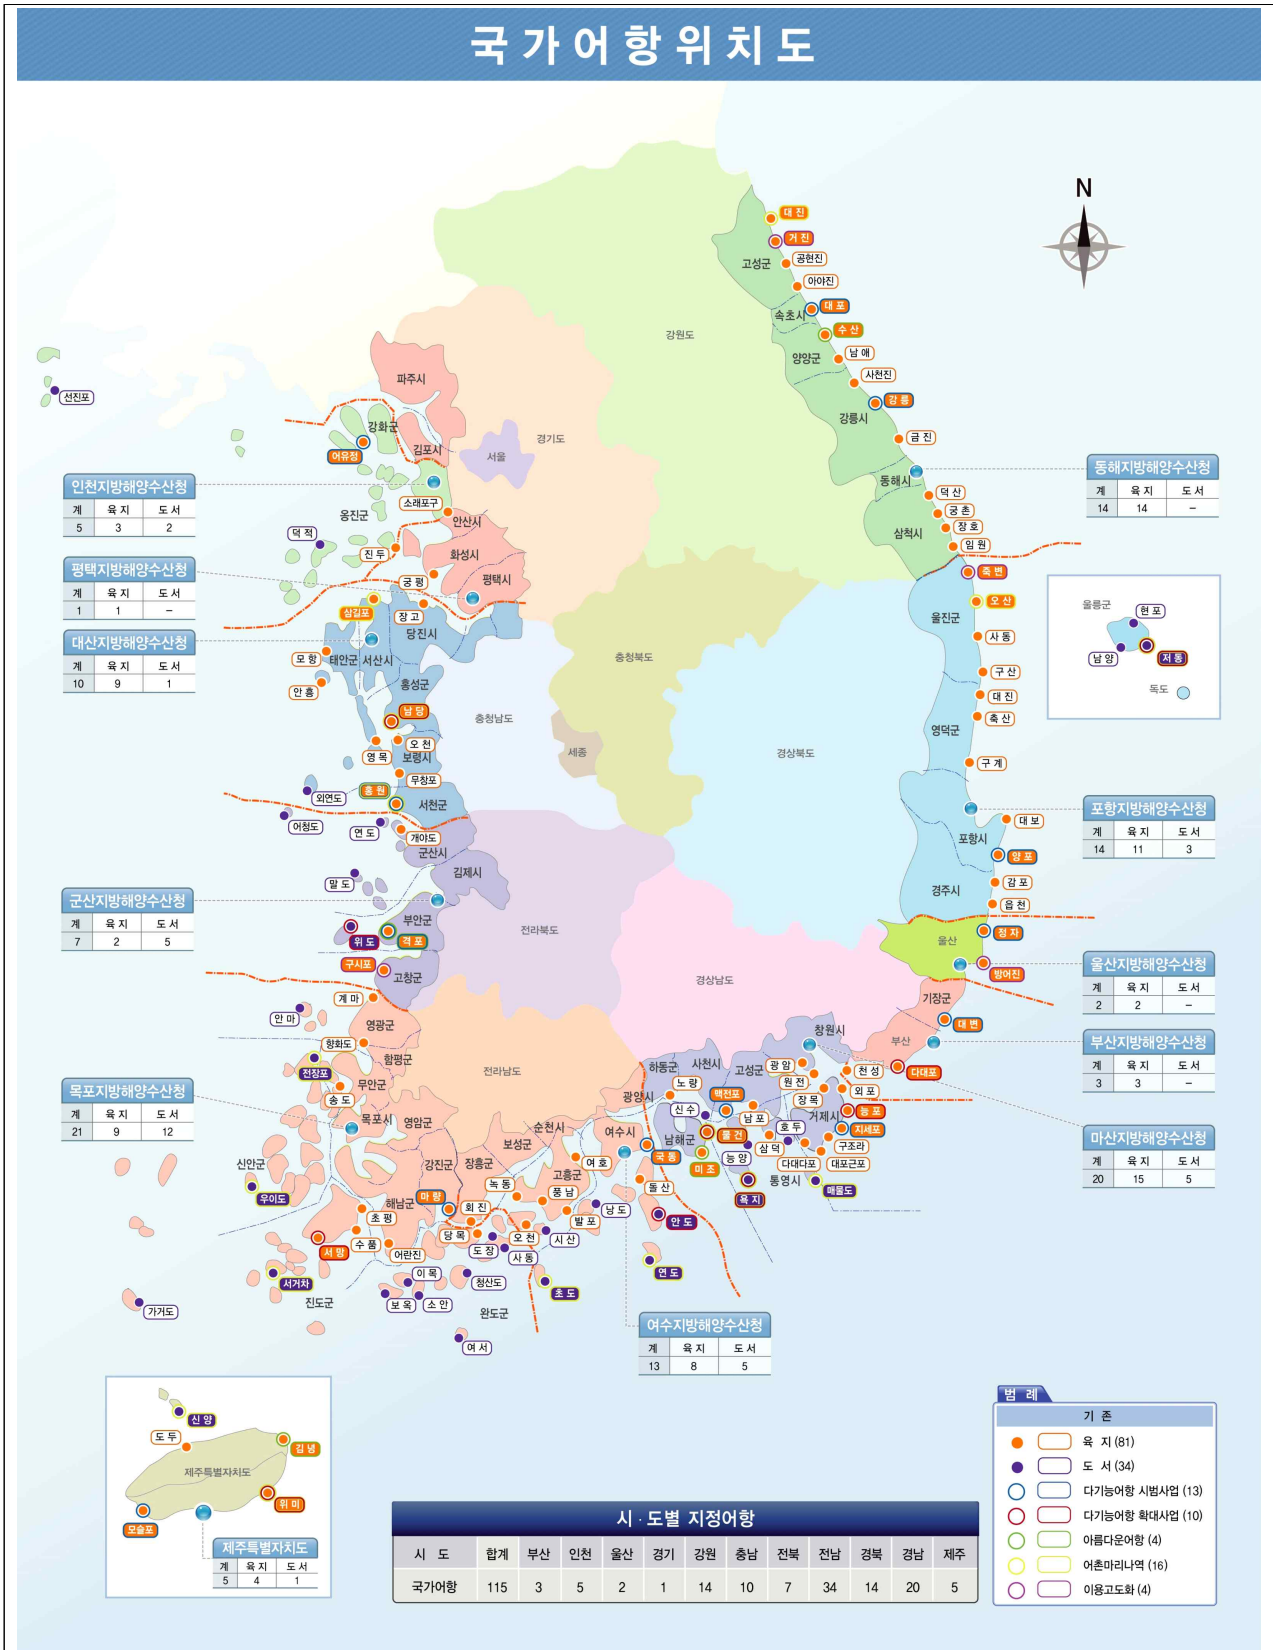 국가어항위치도
N
대진
거진
공현진
아야진
대포
수산
남애
사천진
강릉
금진
덕산
궁촌
장호
임원
고성군
속초시
양양군
강릉시
동해시
삼척시
강원도
동해지방해양수산청
계 육지 도서
14 14 –
선진포
파주시
강화군
김포시
어유정
서울
경기도
인천지방해양수산청
계 육지 도서
5 3 2
소래포구
옹진군
안산시
덕적
진두
화성시
궁평
평택시
평택지방해양수산청
계 육지 도서
1 1 –
삼길포
장고
당진시
대산지방해양수산청
계 육지 도서
10 9 1
모항
태안군
서산시
안흥
홍성군
남당
오천
영목
보령시
무창포
외연도
홍원
서천군
충청남도
충청북도
세종
죽변
오산
울진군
사동
구산
대진
축산
영덕군
구계
경상북도
울릉군
현포
남양
저동
독도
포항지방해양수산청
계 육지 도서
14 11 3
대보
포항시
양포
감포
읍천
경주시
어청도
연도
개야도
군산시
김제시
말도
군산지방해양수산청
계 육지 도서
7 2 5
부안군
위도
격포
구시포
고창군
전라북도
울산
정자
방어진
울산지방해양수산청
계 육지 도서
2 2 –
경상남도
기장군
대변
부산
다대포
부산지방해양수산청
계 육지 도서
3 3 –
계마
안마
영광군
향화도
함평군
전장포
무안군
송도
목포지방해양수산청
계 육지 도서
21 9 12
목포시
영암군
신안군
우이도
강진군
장흥군
보성군
순천시
해남군
마량
초평
수품
어란진
서망
서거차
진도군
가거도
전라남도
회진
녹동
당목
도장
사동
오천
시산
풍남
발포
고흥군
여호
이목
보옥
소안
청산도
완도군
여서
초도
광양시
여수시
국동
돌산
낭도
안도
연도
여수지방해양수산청
계 육지 도서
13 8 5
하동군
사천시
노량
신수
남해군
물건
미조
고성군
맥전포
남포
창원시
광암
원전
장목
천성
외포
거제시
능포
지세포
구조라
호두
삼덕
다대다포
대포근포
능양
욕지
통영시
매물도
마산지방해양수산청
계 육지 도서
20 15 5
신양
도두
김녕
제주특별자치도
위미
모슬포
제주특별자치도
계 육지 도서
5 4 1
시·도별 지정어항
시도 합계 부산 인천 울산 경기 강원 충남 전북 전남 경북 경남 제주
국가어항 115 3 5 2 1 14 10 7 34 14 20 5
범례
기존
육지 (81)
도서 (34)
다기능어항 시범사업 (13)
다기능어항 확대사업 (10)
아름다운어항 (4)
어촌마리나역 (16)
이용고도화 (4)